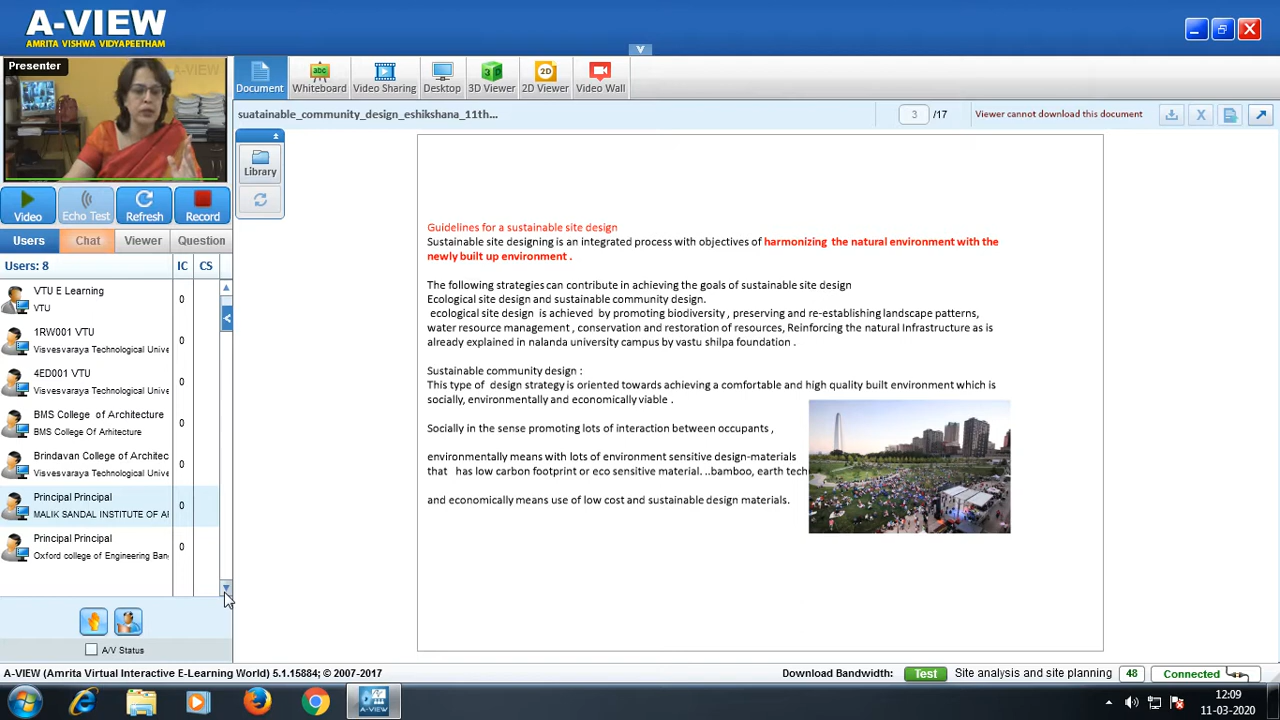 A-VIEW
AMRITA VISHWA VIDYAPEETHAM
V
Presenter
A-VIEW
Document
Whiteboard
Video Sharing
Desktop
3D Viewer
2D Viewer
Video Wall
suatainable_community_design_eshikshana_11th...
3 /17
Viewer cannot download this document
Library
Video
Echo Test
Refresh
Record
Users
Chat
Viewer
Question
Users: 8 IC CS
VTU E Learning
VTU
0
1RW001 VTU
Visvesvaraya Technological Unive
0
4ED001 VTU
Visvesvaraya Technological Unive
0
BMS College of Architecture
BMS College Of Arhitecture
0
Brindavan College of Architec
Visvesvaraya Technological Unive
0
Principal Principal
MALIK SANDAL INSTITUTE OF AI
0
Principal Principal
Oxford college of Engineering Ban
0
A/V Status
Guidelines for a sustainable site design
Sustainable site designing is an integrated process with objectives of harmonizing the natural environment with the
newly built up environment .
The following strategies can contribute in achieving the goals of sustainable site design
Ecological site design and sustainable community design.
ecological site design is achieved by promoting biodiversity , preserving and re-establishing landscape patterns,
water resource management , conservation and restoration of resources, Reinforcing the natural Infrastructure as is
already explained in nalanda university campus by vastu shilpa foundation .
Sustainable community design :
This type of design strategy is oriented towards achieving a comfortable and high quality built environment which is
socially, environmentally and economically viable .
Socially in the sense promoting lots of interaction between occupants ,
environmentally means with lots of environment sensitive design-materials
that has low carbon footprint or eco sensitive material. ..bamboo, earth tech
and economically means use of low cost and sustainable design materials.
A-VIEW (Amrita Virtual Interactive E-Learning World) 5.1.15884; © 2007-2017
Download Bandwidth: Test Site analysis and site planning 48 Connected
12:09
11-03-2020